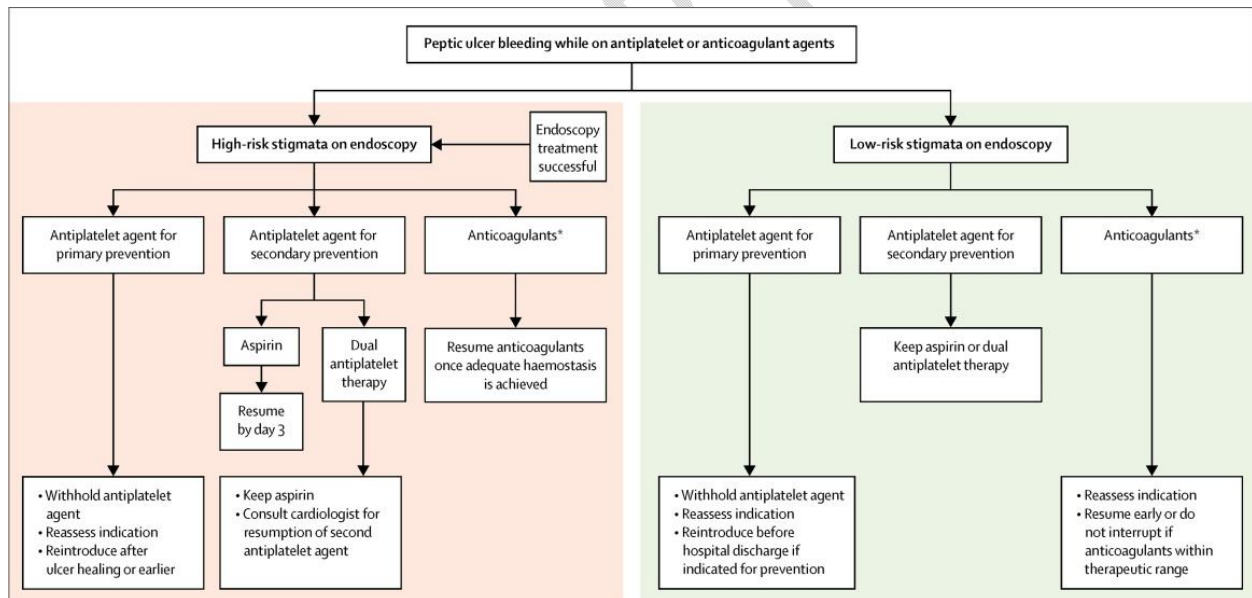 Peptic ulcer bleeding while on antiplatelet or anticoagulant agents
High-risk stigmata on endoscopy
Endoscopy
treatment
successful
Antiplatelet agent for
primary prevention
Antiplatelet agent for
secondary prevention
Anticoagulants*
Aspirin
Dual
antiplatelet
therapy
Resume anticoagulants
once adequate haemostasis
is achieved
Resume
by day 3
• Withhold antiplatelet
agent
• Reassess indication
• Reintroduce after
ulcer healing or earlier
• Keep aspirin
• Consult cardiologist for
resumption of second
antiplatelet agent
Low-risk stigmata on endoscopy
Antiplatelet agent for
primary prevention
Antiplatelet agent for
secondary prevention
Anticoagulants*
Keep aspirin or dual
antiplatelet therapy
• Withhold antiplatelet agent
• Reassess indication
• Reintroduce before
hospital discharge if
indicated for prevention
• Reassess indication
• Resume early or do
not interrupt if
anticoagulants within
therapeutic range